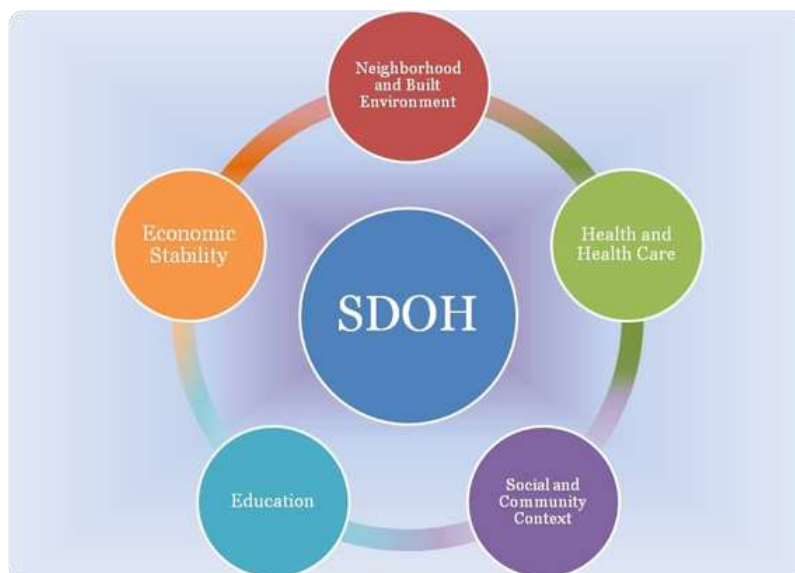 Neighborhood
and Built
Environment
Economic
Stability
Health and
Health Care
SDOH
Education
Social and
Community
Context